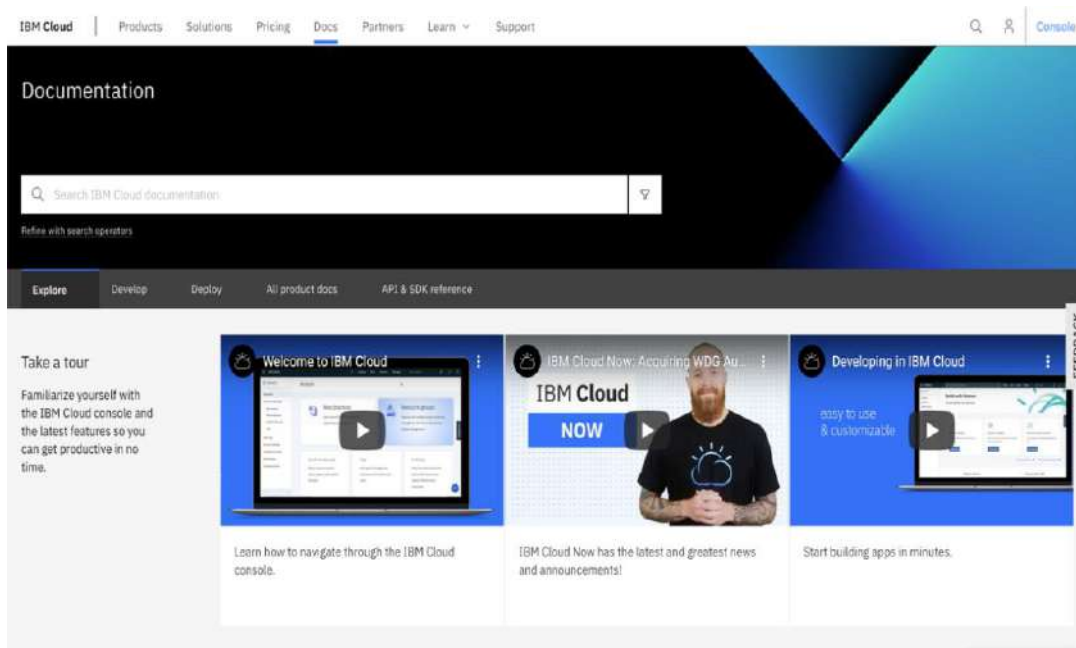 IBM Cloud
Products
Solutions
Pricing
Docs
Partners
Learn
Support
Console
Documentation
Search IBM Cloud documentation
Refine with search operators
Explore
Develop
Deploy
All product docs
API & SDK reference
FEEDBACK
Take a tour
Familiarize yourself with
the IBM Cloud console and
the latest features so you
can get productive in no
time.
Welcome to IBM Cloud
Learn how to navigate through the IBM Cloud
console.
IBM Cloud Now: Acquiring WDG Au...
IBM Cloud
NOW
IBM Cloud Now has the latest and greatest news
and announcements!
Developing in IBM Cloud
easy to use
& customizable
Start building apps in minutes.